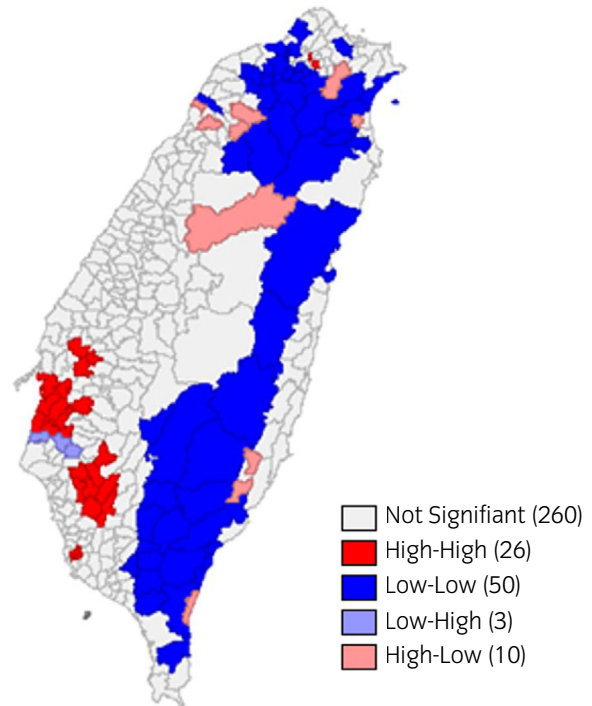 Not Signifiant (260)
High-High (26)
Low-Low (50)
Low-High (3)
High-Low (10)